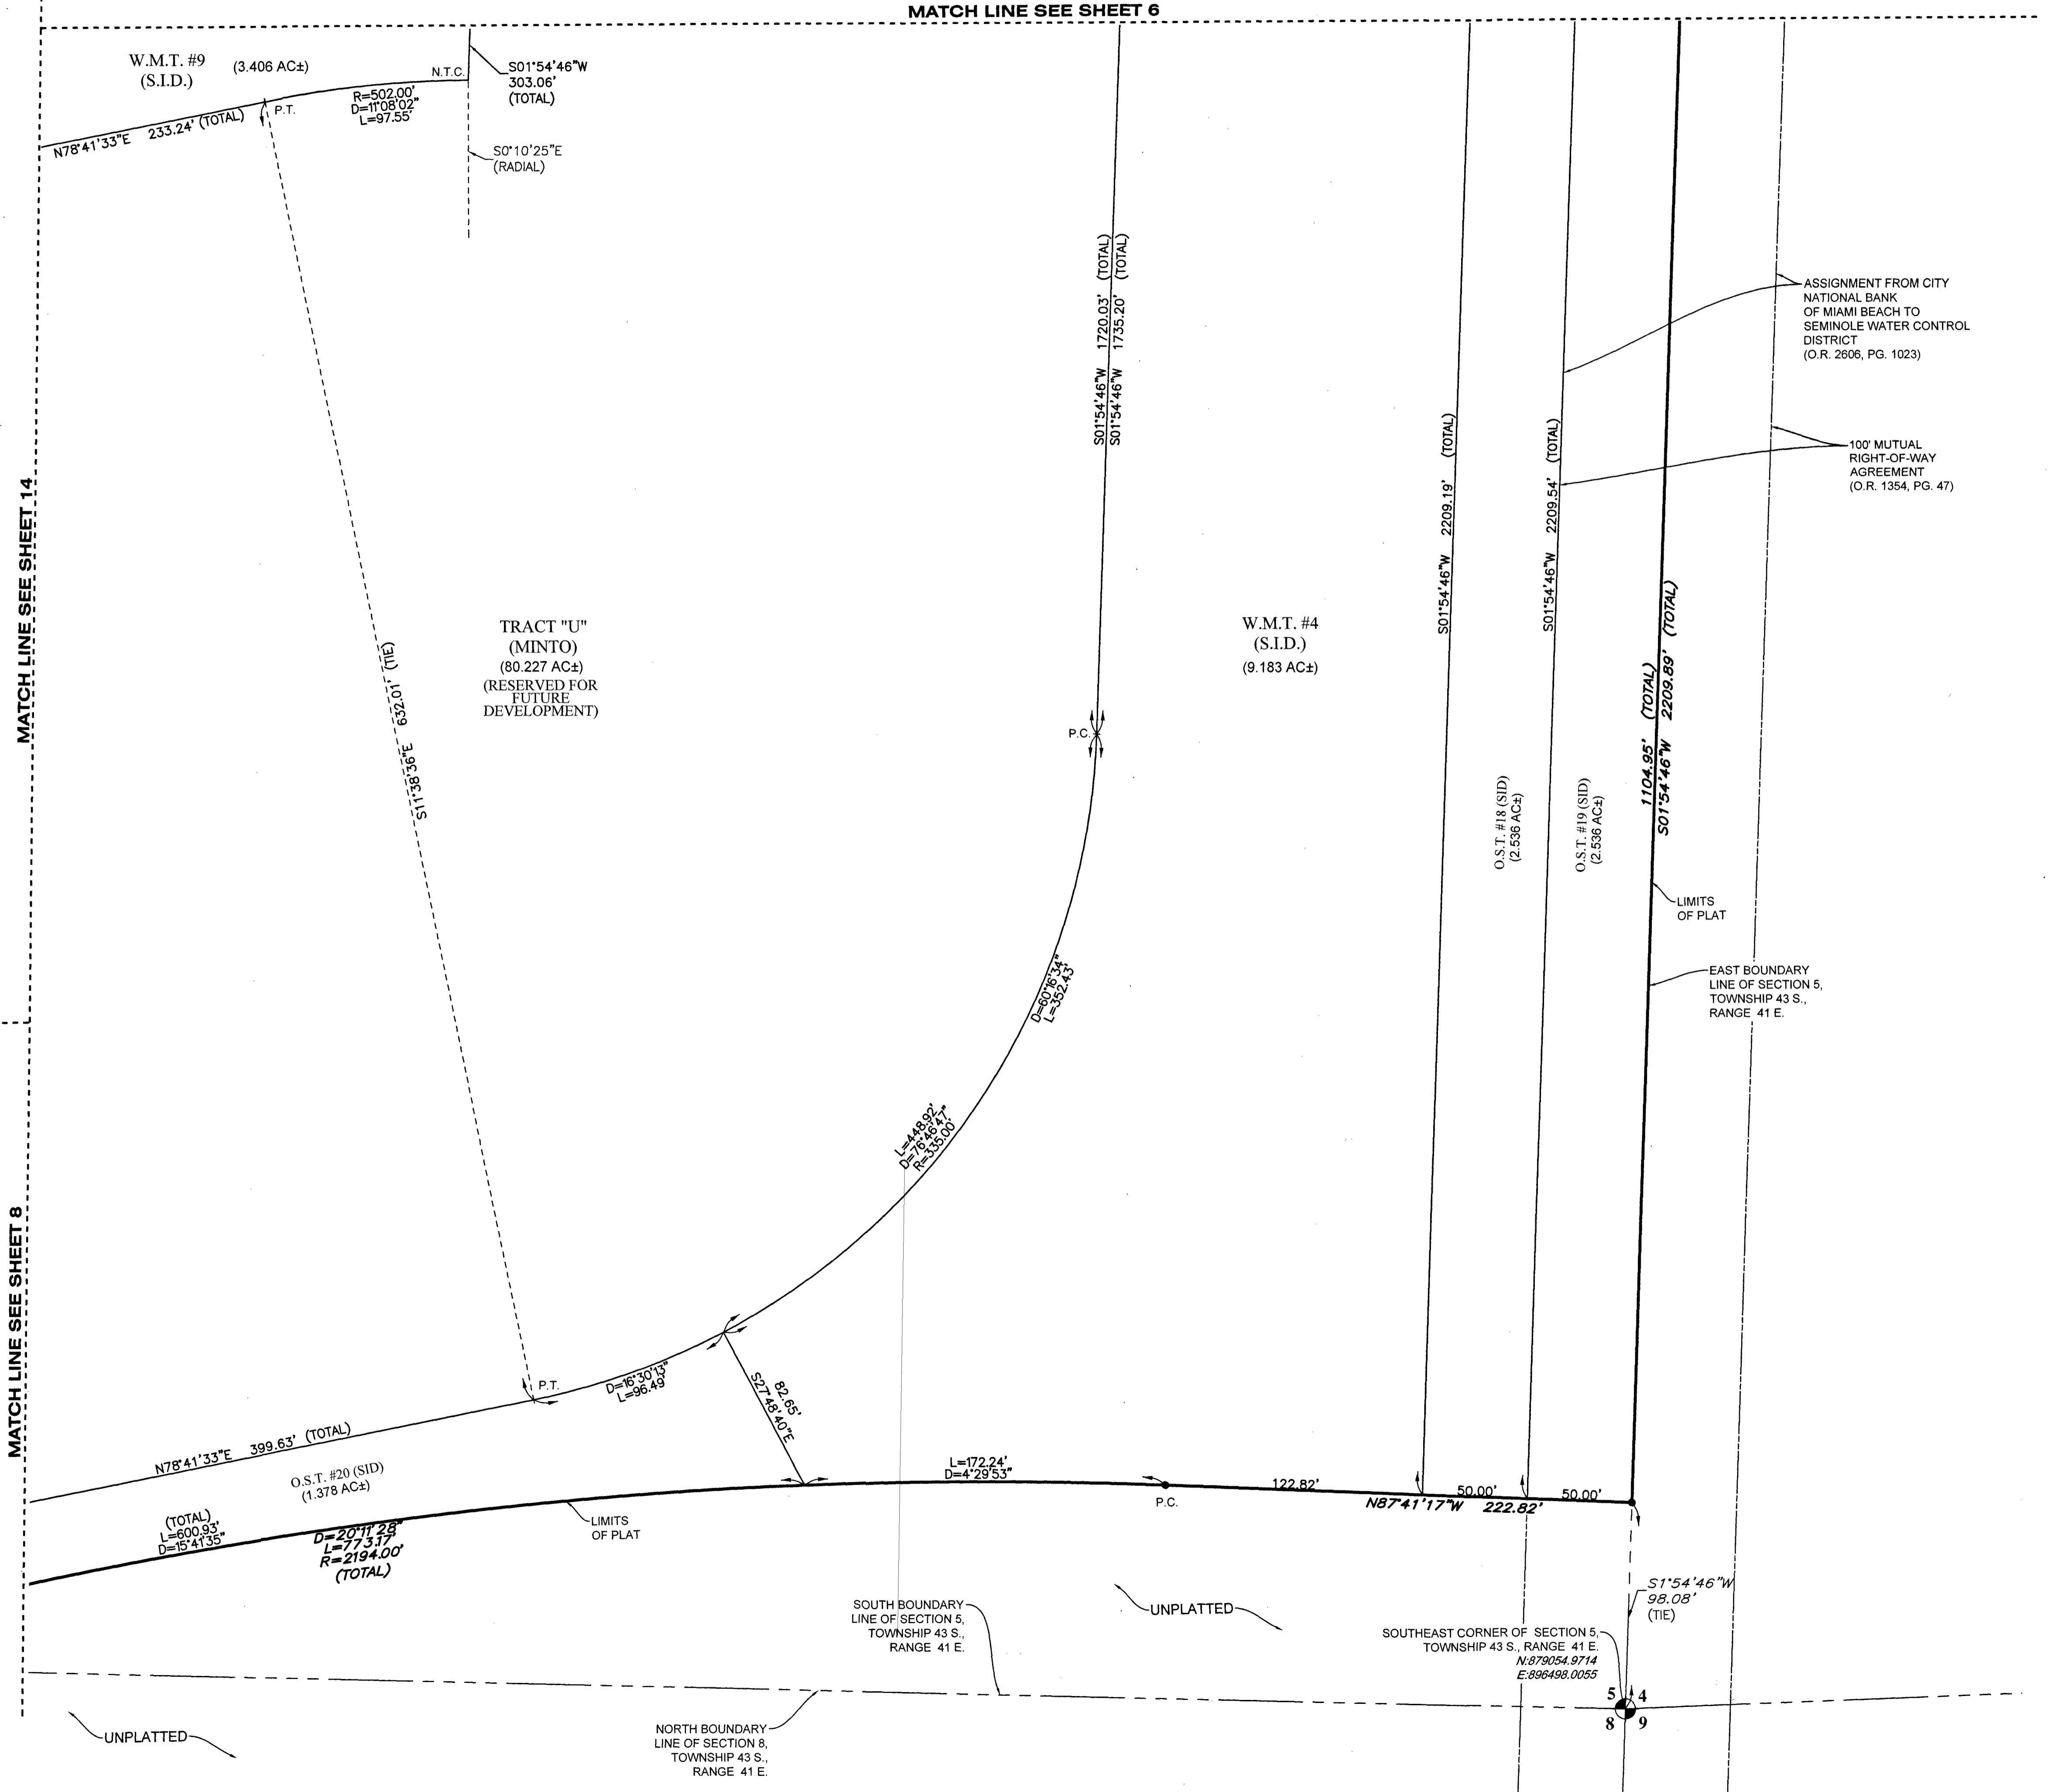 MATCH LINE SEE SHEET 6
W.M.T. #9
(S.I.D.)
(3.406 AC±)
N.T.C.
S01°54'46"W
303.06'
(TOTAL)
R=502.00'
D=11°08'02"
L=97.55'
P.T.
N78°41'33"E 233.24' (TOTAL)
S0°10'25"E
(RADIAL)
S01°54'46"W 1720.03' (TOTAL)
S01°54'46"W 1735.20' (TOTAL)
ASSIGNMENT FROM CITY
NATIONAL BANK
OF MIAMI BEACH TO
SEMINOLE WATER CONTROL
DISTRICT
(O.R. 2606, PG. 1023)
100' MUTUAL
RIGHT-OF-WAY
AGREEMENT
(O.R. 1354, PG. 47)
S01°54'46"W 2209.19' (TOTAL)
S01°54'46"W 2209.54' (TOTAL)
1104.95' (TOTAL)
S01°54'46"W 2209.89' (TOTAL)
MATCH LINE SEE SHEET 14
S11°38'36"E 632.01' (TIE)
TRACT "U"
(MINTO)
(80.227 AC±)
(RESERVED FOR
FUTURE
DEVELOPMENT)
W.M.T. #4
(S.I.D.)
(9.183 AC±)
P.C.
O.S.T. #18 (SID)
(2.536 AC±)
O.S.T. #19 (SID)
(2.536 AC±)
LIMITS
OF PLAT
EAST BOUNDARY
LINE OF SECTION 5,
TOWNSHIP 43 S.,
RANGE 41 E.
D=60°16'34"
L=352.43'
L=448.92'
D=76°46'47"
R=335.00'
MATCH LINE SEE SHEET 8
P.T.
D=16°30'13"
L=96.49'
82.65'
S27°48'40"E
N78°41'33"E 399.63' (TOTAL)
O.S.T. #20 (SID)
(1.378 AC±)
L=172.24'
D=4°29'53"
P.C.
122.82'
50.00'
50.00'
N87°41'17"W 222.82'
(TOTAL)
L=600.93'
D=15°41'35"
D=20°11'28"
L=773.17'
R=2194.00'
(TOTAL)
LIMITS
OF PLAT
S1°54'46"W
98.08'
(TIE)
SOUTH BOUNDARY
LINE OF SECTION 5,
TOWNSHIP 43 S.,
RANGE 41 E.
UNPLATTED
SOUTHEAST CORNER OF SECTION 5,
TOWNSHIP 43 S., RANGE 41 E.
N:879054.9714
E:896498.0055
5 4
8 9
UNPLATTED
NORTH BOUNDARY
LINE OF SECTION 8,
TOWNSHIP 43 S.,
RANGE 41 E.